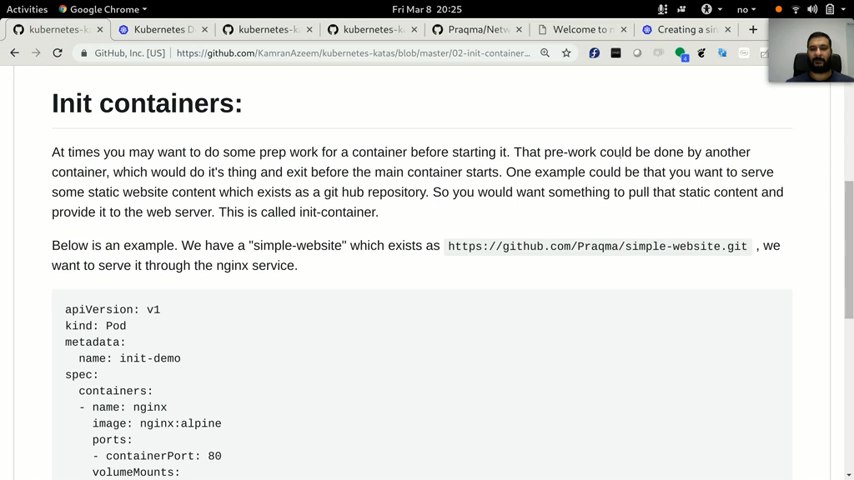 Activities
Google Chrome
Fri Mar 8 20:25
no
kubernetes-ka
Kubernetes D
kubernetes-ka
kubernetes-ka
Praqma/Netw
Welcome to n
Creating a sin
GitHub, Inc. [US]
https://github.com/KamranAzeem/kubernetes-katas/blob/master/02-init-container...
Init containers:
At times you may want to do some prep work for a container before starting it. That pre-work could be done by another
container, which would do it's thing and exit before the main container starts. One example could be that you want to serve
some static website content which exists as a git hub repository. So you would want something to pull that static content and
provide it to the web server. This is called init-container.
Below is an example. We have a "simple-website" which exists as https://github.com/Praqma/simple-website.git , we
want to serve it through the nginx service.
apiVersion: v1
kind: Pod
metadata:
name: init-demo
spec:
containers:
- name: nginx
image: nginx:alpine
ports:
- containerPort: 80
volumeMounts: